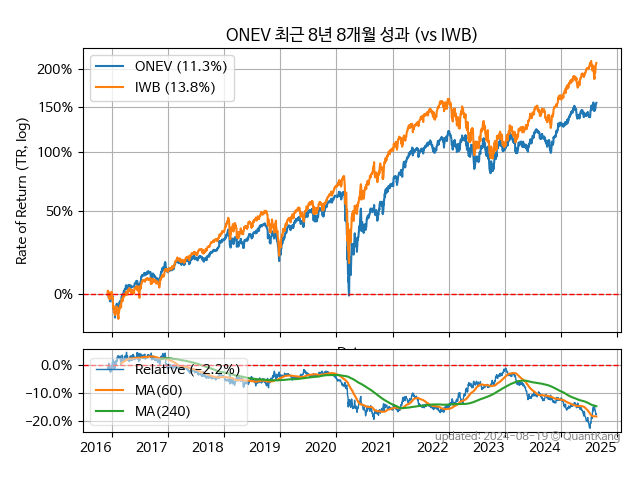 ONEV 최근 8년 8개월 성과 (vs IWB)
ONEV (11.3%)
IWB (13.8%)
Rate of Return (TR, log)
200%
150%
100%
50%
0%
Relative (−2.2%)
MA(60)
MA(240)
0.0%
−10.0%
−20.0%
2016 2017 2018 2019 2020 2021 2022 2023 2024 2025
updated: 2024-08-19 © QuantKang